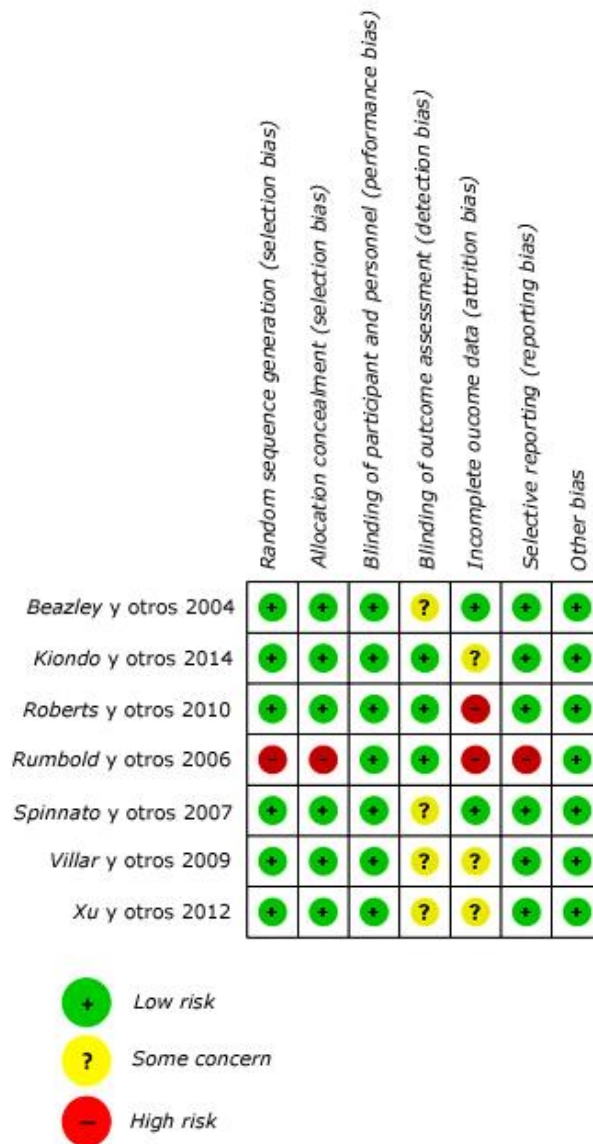 Random sequence generation (selection bias)
Allocation concealment (selection bias)
Blinding of participant and personnel (performance bias)
Blinding of outcome assessment (detection bias)
Incomplete oucome data (attrition bias)
Selective reporting (reporting bias)
Other bias
Beazley y otros 2004 + + + ? + + +
Kiondo y otros 2014 + + + + ? + +
Roberts y otros 2010 + + + + - + +
Rumbold y otros 2006 - - + + - - +
Spinnato y otros 2007 + + + ? + + +
Villar y otros 2009 + + + ? ? + +
Xu y otros 2012 + + + ? ? + +
+ Low risk
? Some concern
− High risk